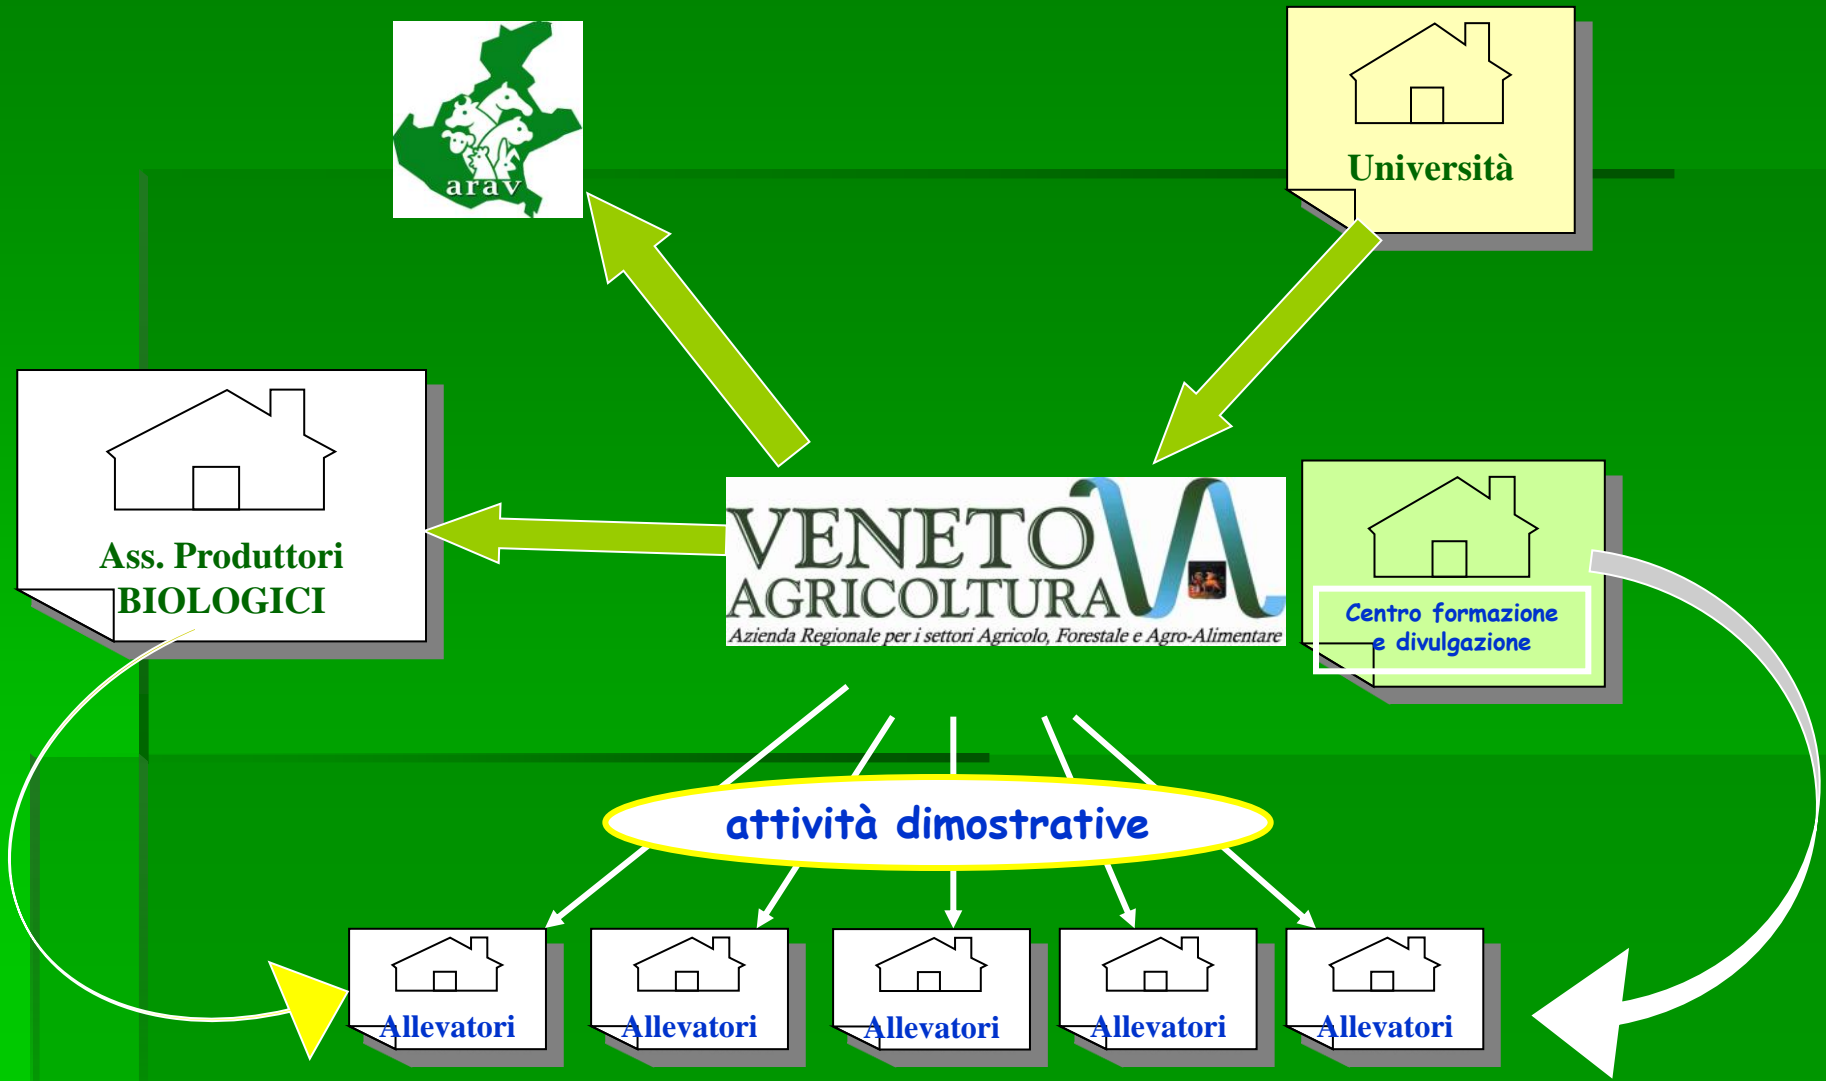 arav
Università
Ass. Produttori
BIOLOGICI
VENETO
AGRICOLTURA
Azienda Regionale per i settori Agricolo, Forestale e Agro-Alimentare
Centro formazione
e divulgazione
attività dimostrative
Allevatori
Allevatori
Allevatori
Allevatori
Allevatori